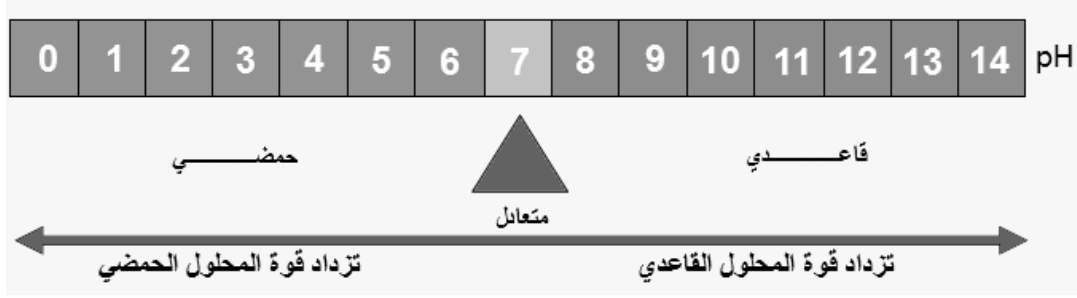 0 1 2 3 4 5 6 7 8 9 10 11 12 13 14 pH
حمضـــــــــي قاعـــــــــدي
متعادل
تزداد قوة المحلول الحمضي تزداد قوة المحلول القاعدي